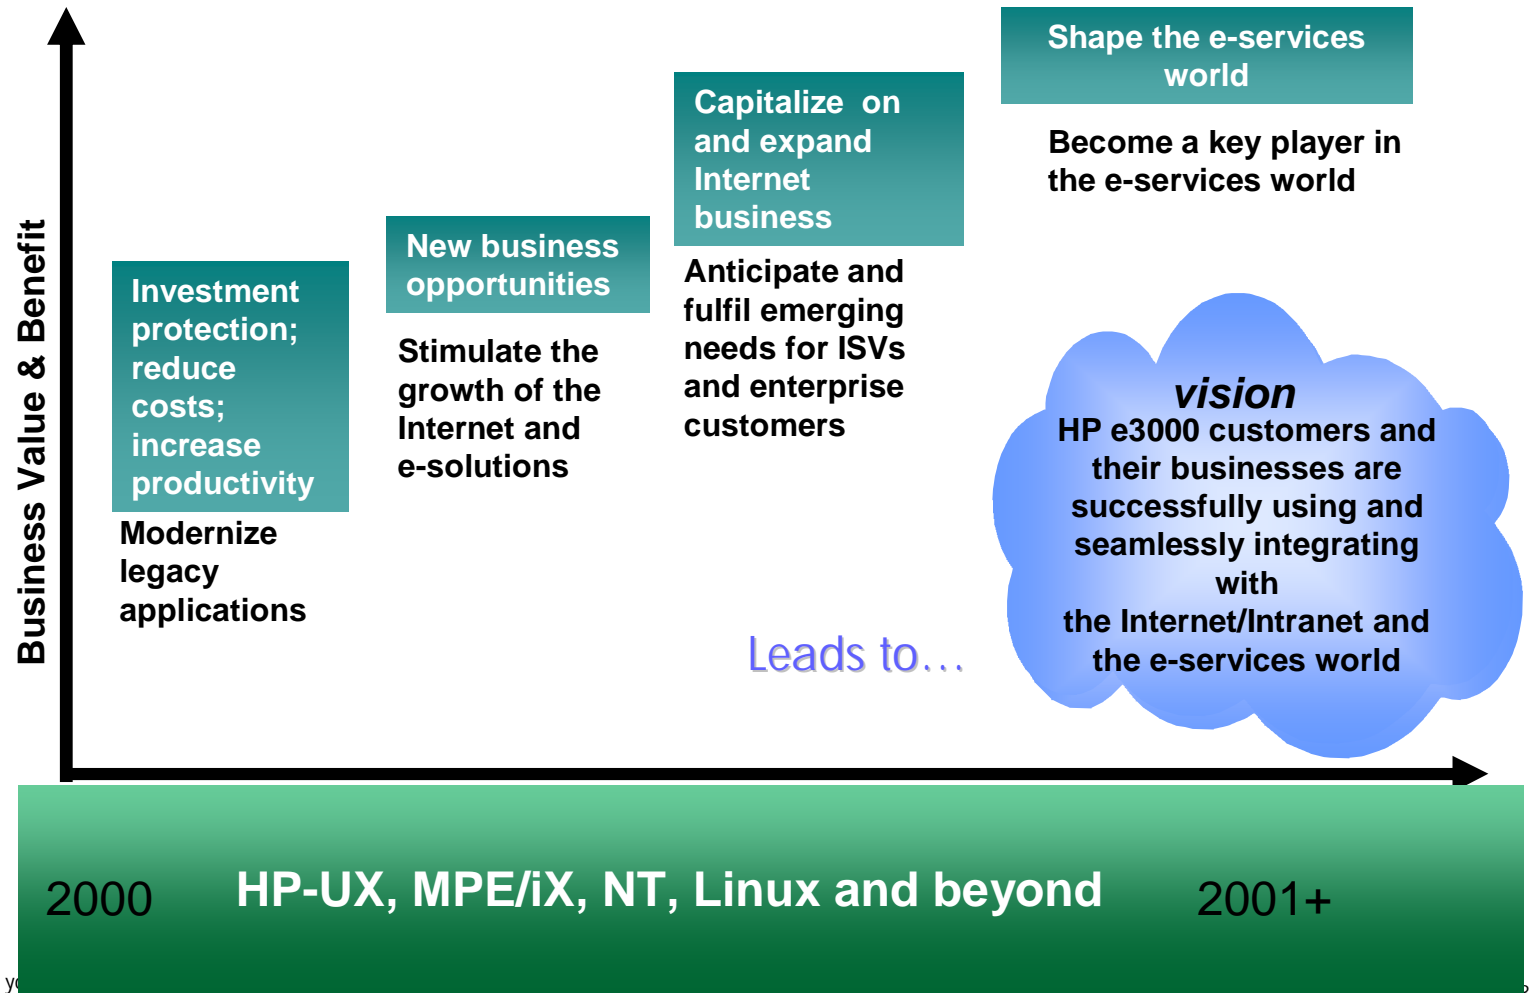 Business Value & Benefit
Investment
protection;
reduce
costs;
increase
productivity
Modernize
legacy
applications
New business
opportunities
Stimulate the
growth of the
Internet and
e-solutions
Capitalize on
and expand
Internet
business
Anticipate and
fulfil emerging
needs for ISVs
and enterprise
customers
Shape the e-services
world
Become a key player in
the e-services world
vision
HP e3000 customers and
their businesses are
successfully using and
seamlessly integrating
with
the Internet/Intranet and
the e-services world
Leads to…
2000
HP-UX, MPE/iX, NT, Linux and beyond
2001+